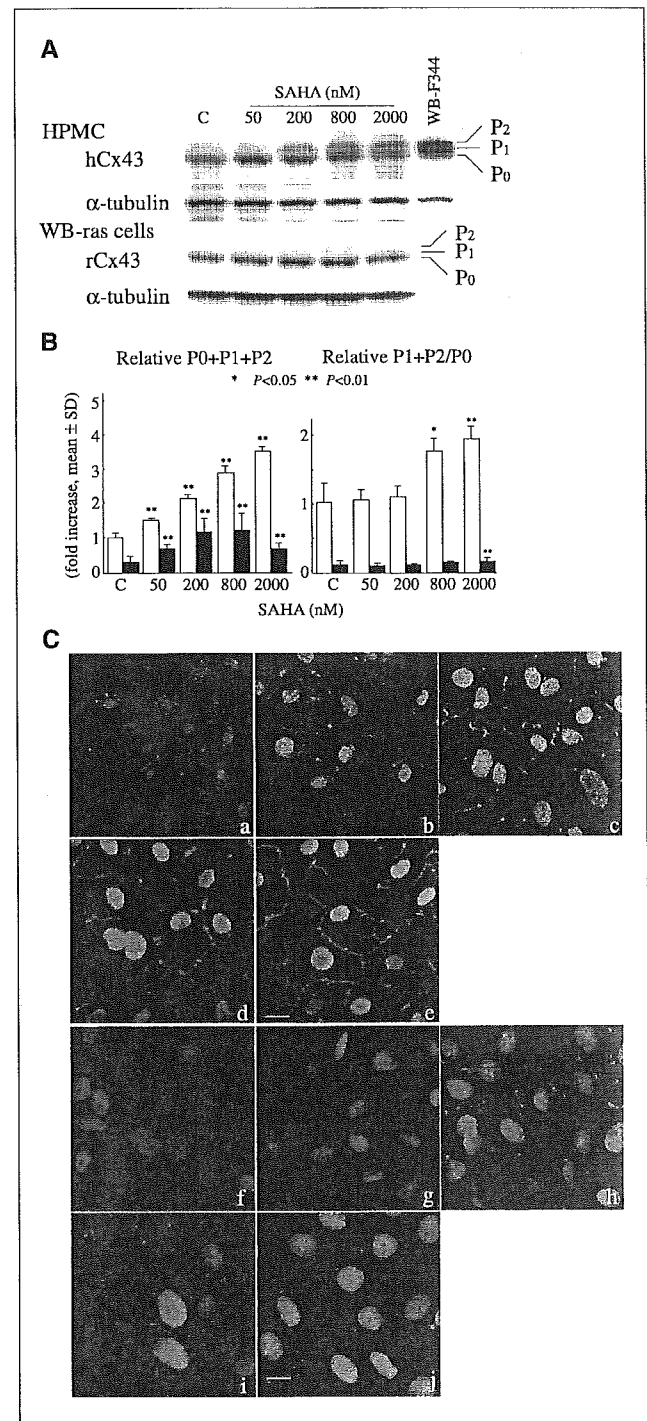 A
SAHA (nM)
WB-F344
C 50 200 800 2000
HPMC
P2
hCx43
P1
P0
α-tubulin
WB-ras cells
P2
P1
rCx43
P0
α-tubulin
B
Relative P0+P1+P2 Relative P1+P2/P0
* P<0.05 ** P<0.01
(fold increase, mean ± SD)
5
4
3
2
1
0
** ** ** **
** ** ** **
C 50 200 800 2000
2
1
0
* **
**
C 50 200 800 2000
SAHA (nM)
C
a b c
d e
f g h
i j